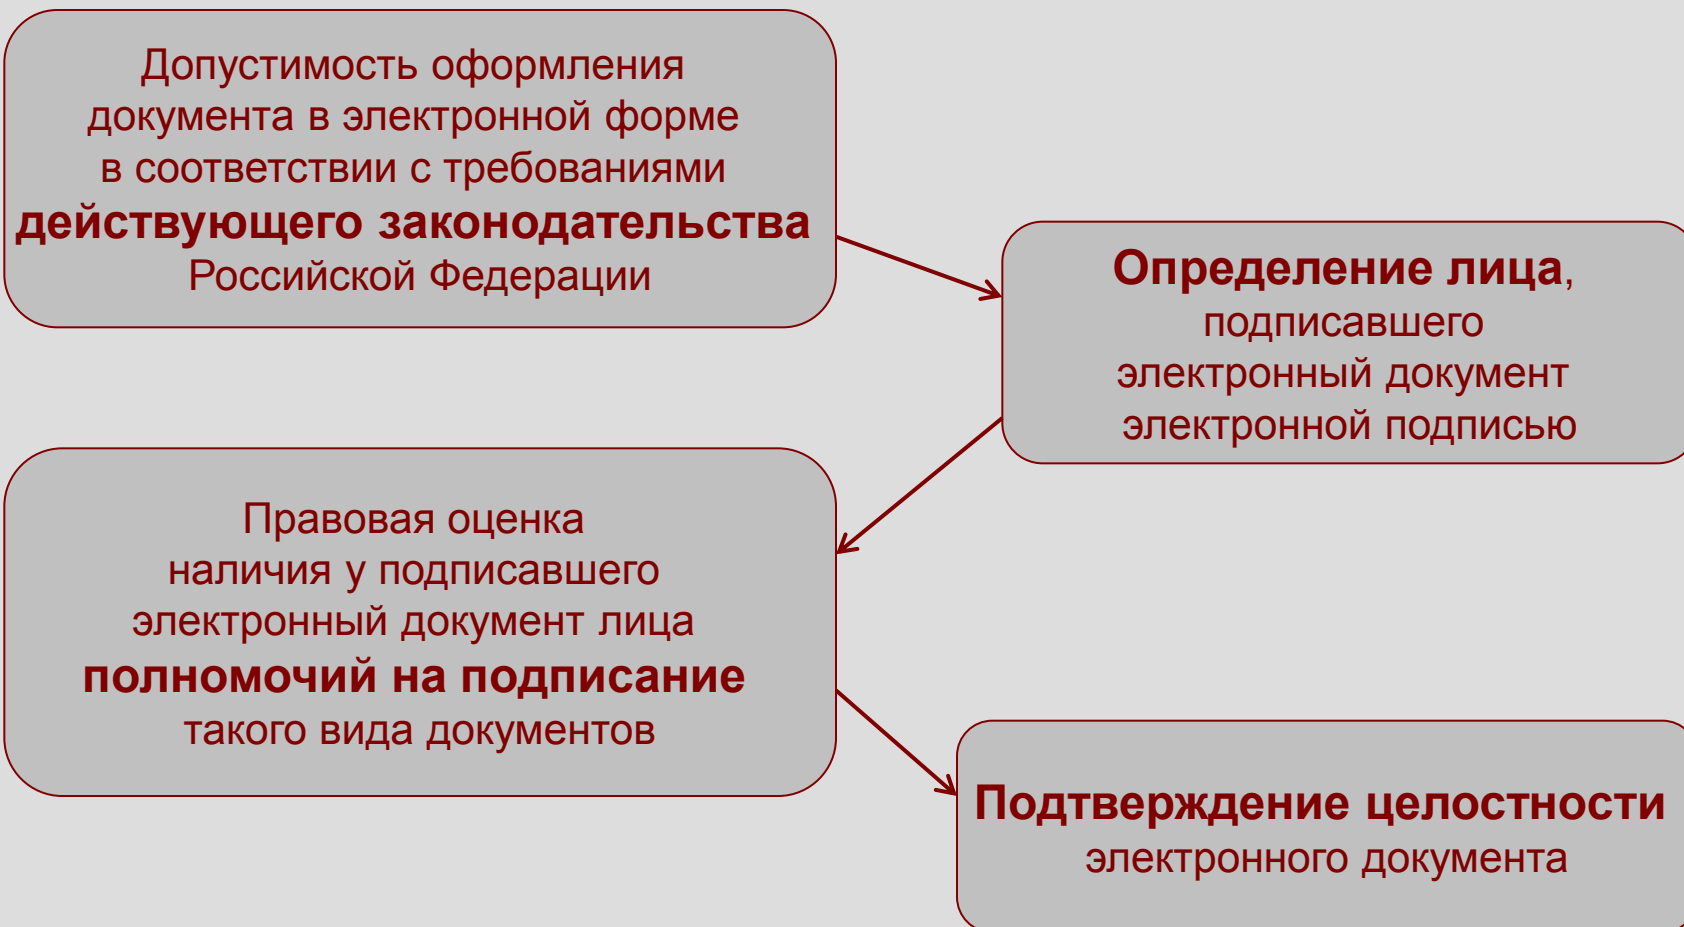 Допустимость оформления
документа в электронной форме
в соответствии с требованиями
действующего законодательства
Российской Федерации
Определение лица,
подписавшего
электронный документ
электронной подписью
Правовая оценка
наличия у подписавшего
электронный документ лица
полномочий на подписание
такого вида документов
Подтверждение целостности
электронного документа